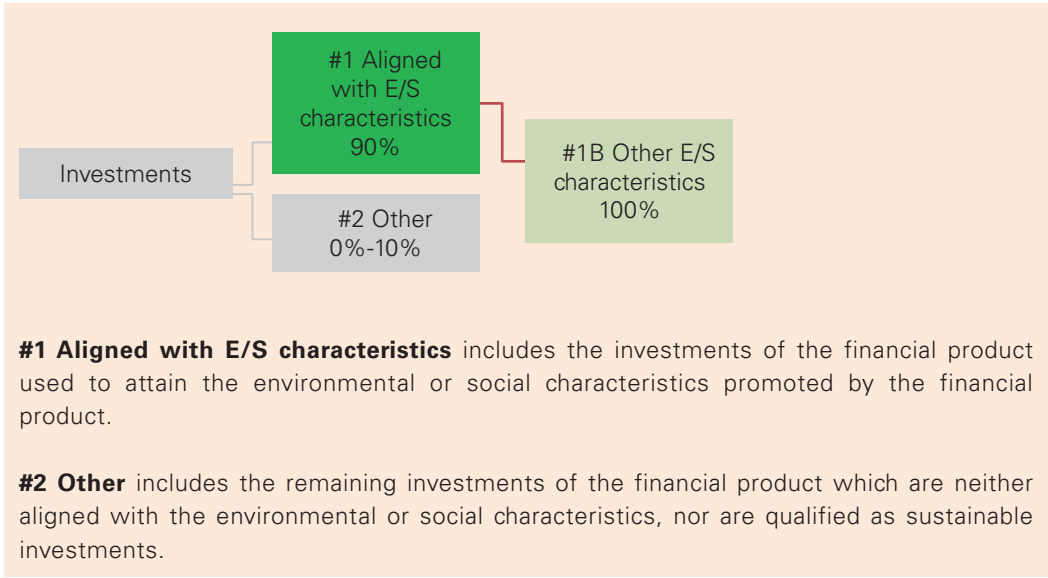 #1 Aligned
with E/S
characteristics
90%
Investments
#1B Other E/S
characteristics
100%
#2 Other
0%-10%
#1 Aligned with E/S characteristics includes the investments of the financial product
used to attain the environmental or social characteristics promoted by the financial
product.
#2 Other includes the remaining investments of the financial product which are neither
aligned with the environmental or social characteristics, nor are qualified as sustainable
investments.